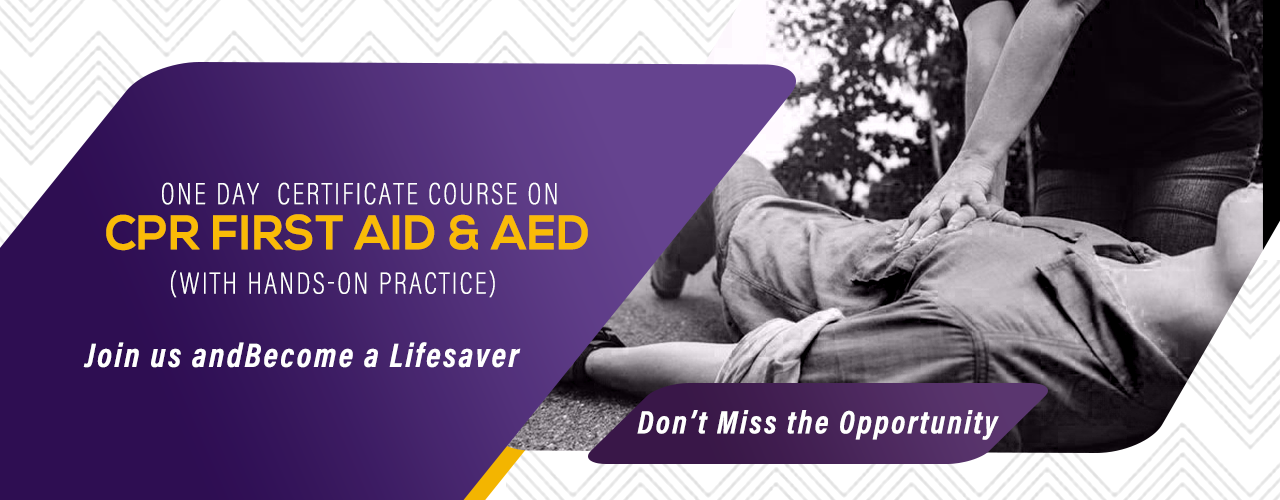 ONE DAY CERTIFICATE COURSE ON
CPR FIRST AID & AED
(WITH HANDS-ON PRACTICE)
Join us andBecome a Lifesaver
Don't Miss the Opportunity